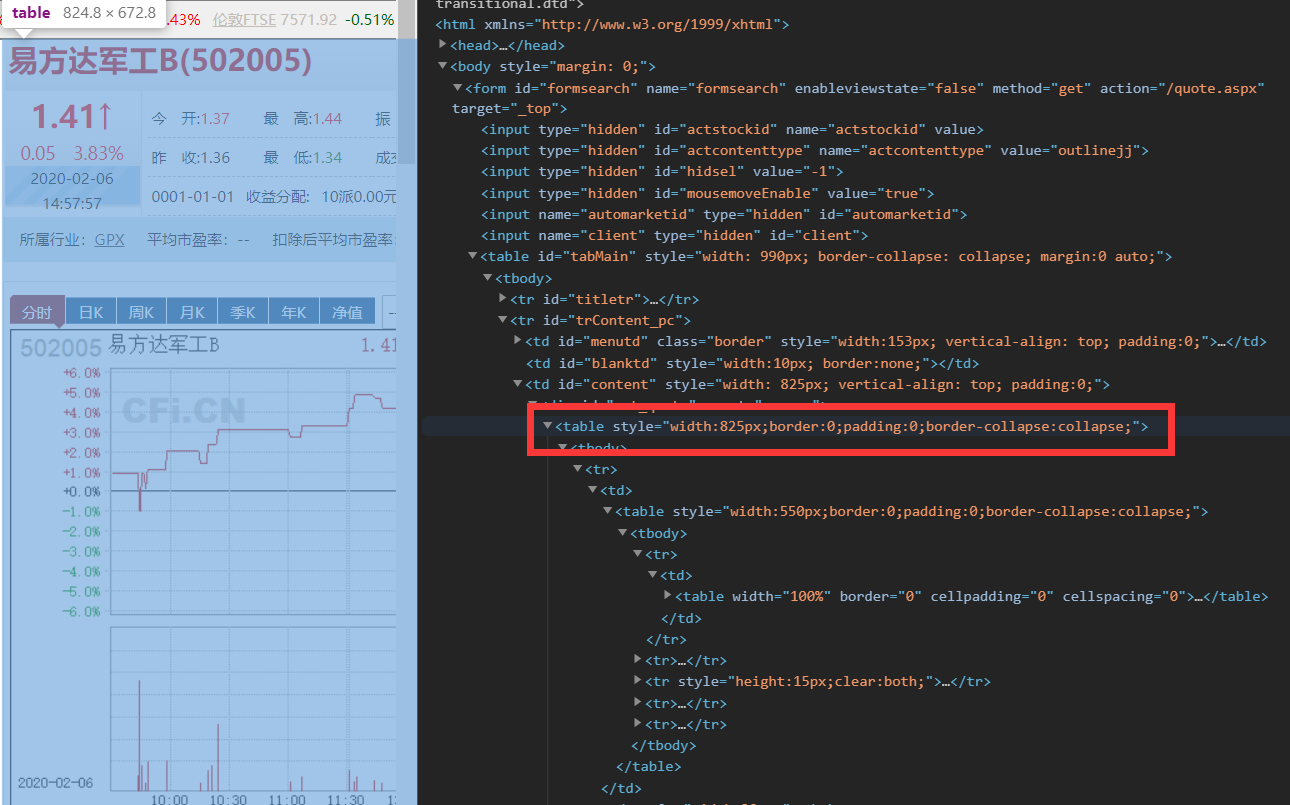 table 824.8 × 672.8
.43% 伦敦FTSE 7571.92 -0.51%
易方达军工B(502005)
1.41↑
0.05 3.83%
2020-02-06
14:57:57
今 开:1.37 最 高:1.44 振
昨 收:1.36 最 低:1.34 成交
0001-01-01 收益分配: 10派0.00元
所属行业: GPX 平均市盈率: -- 扣除后平均市盈率:
分时 日K 周K 月K 季K 年K 净值 --
502005 易方达军工B 1.41
+6.0%
+5.0%
+4.0%
+3.0%
+2.0%
+1.0%
+0.0%
-1.0%
-2.0%
-3.0%
-4.0%
-5.0%
-6.0%
CFi.CN
2020-02-06
10:00 10:30 11:00 11:30
transitional.dtd">
<html xmlns="http://www.w3.org/1999/xhtml">
<head>…</head>
<body style="margin: 0;">
<form id="formsearch" name="formsearch" enableviewstate="false" method="get" action="/quote.aspx"
target="_top">
<input type="hidden" id="actstockid" name="actstockid" value>
<input type="hidden" id="actcontenttype" name="actcontenttype" value="outlinejj">
<input type="hidden" id="hidsel" value="-1">
<input type="hidden" id="mousemoveEnable" value="true">
<input name="automarketid" type="hidden" id="automarketid">
<input name="client" type="hidden" id="client">
<table id="tabMain" style="width: 990px; border-collapse: collapse; margin:0 auto;">
<tbody>
<tr id="titletr">…</tr>
<tr id="trContent_pc">
<td id="menutd" class="border" style="width:153px; vertical-align: top; padding:0;">…</td>
<td id="blanktd" style="width:10px; border:none;"></td>
<td id="content" style="width: 825px; vertical-align: top; padding:0;">
<table style="width:825px;border:0;padding:0;border-collapse:collapse;">
<tbody>
<tr>
<td>
<table style="width:550px;border:0;padding:0;border-collapse:collapse;">
<tbody>
<tr>
<td>
<table width="100%" border="0" cellpadding="0" cellspacing="0">…</table>
</td>
</tr>
<tr>…</tr>
<tr style="height:15px;clear:both;">…</tr>
<tr>…</tr>
<tr>…</tr>
</tbody>
</table>
</td>